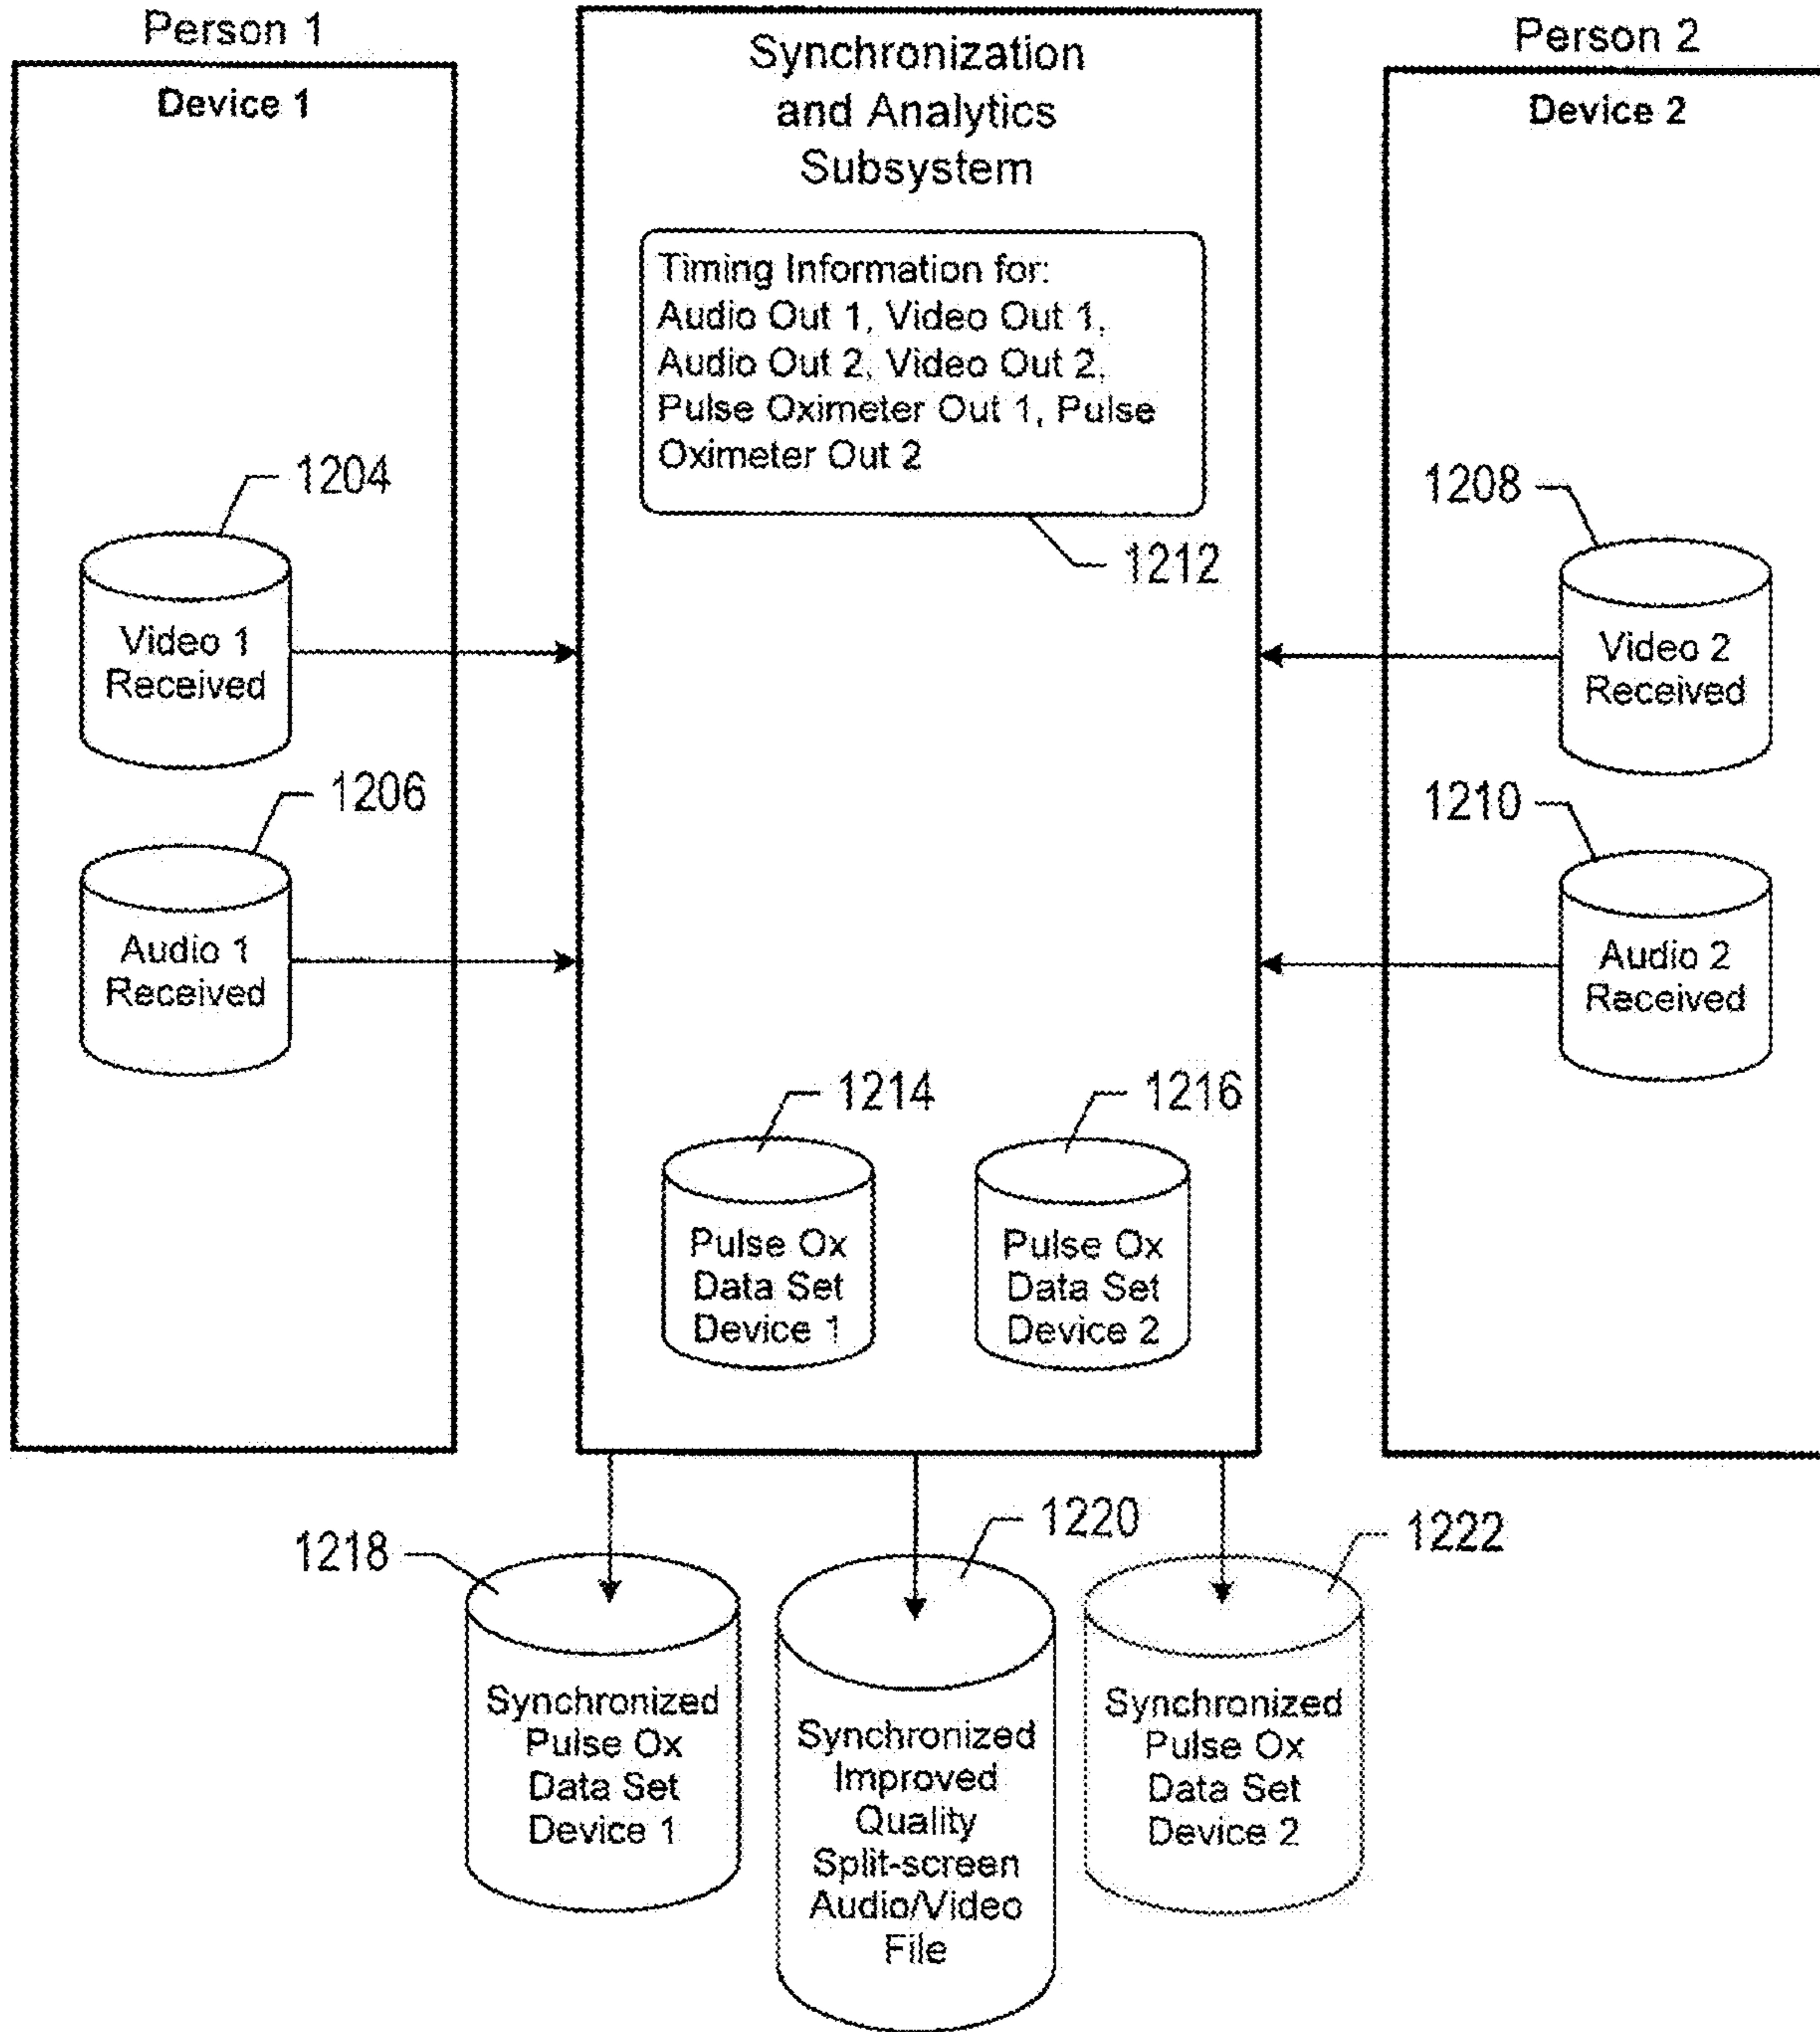 Person 1
Device 1
1204
Video 1
Received
1206
Audio 1
Received
Synchronization
and Analytics
Subsystem
Timing Information for:
Audio Out 1, Video Out 1,
Audio Out 2, Video Out 2,
Pulse Oximeter Out 1, Pulse
Oximeter Out 2
1212
1214
Pulse Ox
Data Set
Device 1
1216
Pulse Ox
Data Set
Device 2
Person 2
Device 2
1208
Video 2
Received
1210
Audio 2
Received
1218
Synchronized
Pulse Ox
Data Set
Device 1
1220
Synchronized
Improved
Quality
Split-screen
Audio/Video
File
1222
Synchronized
Pulse Ox
Data Set
Device 2